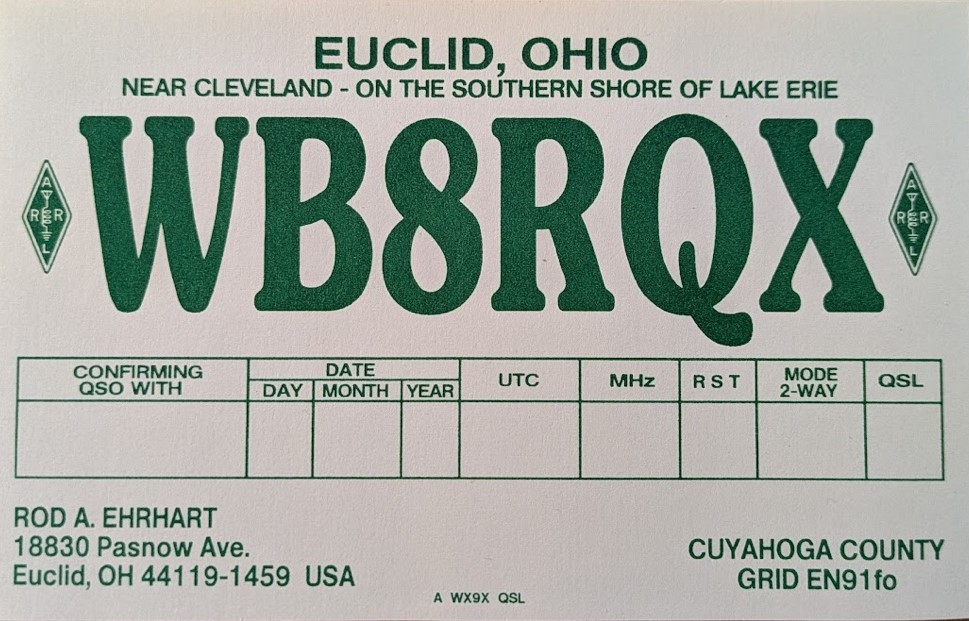 EUCLID, OHIO
NEAR CLEVELAND - ON THE SOUTHERN SHORE OF LAKE ERIE
WB8RQX
A
R R
L
A
R R
L
CONFIRMING QSO WITH
DATE
DAY MONTH YEAR
UTC
MHz
R S T
MODE 2-WAY
QSL
ROD A. EHRHART
18830 Pasnow Ave.
Euclid, OH 44119-1459 USA
CUYAHOGA COUNTY
GRID EN91fo
A WX9X QSL